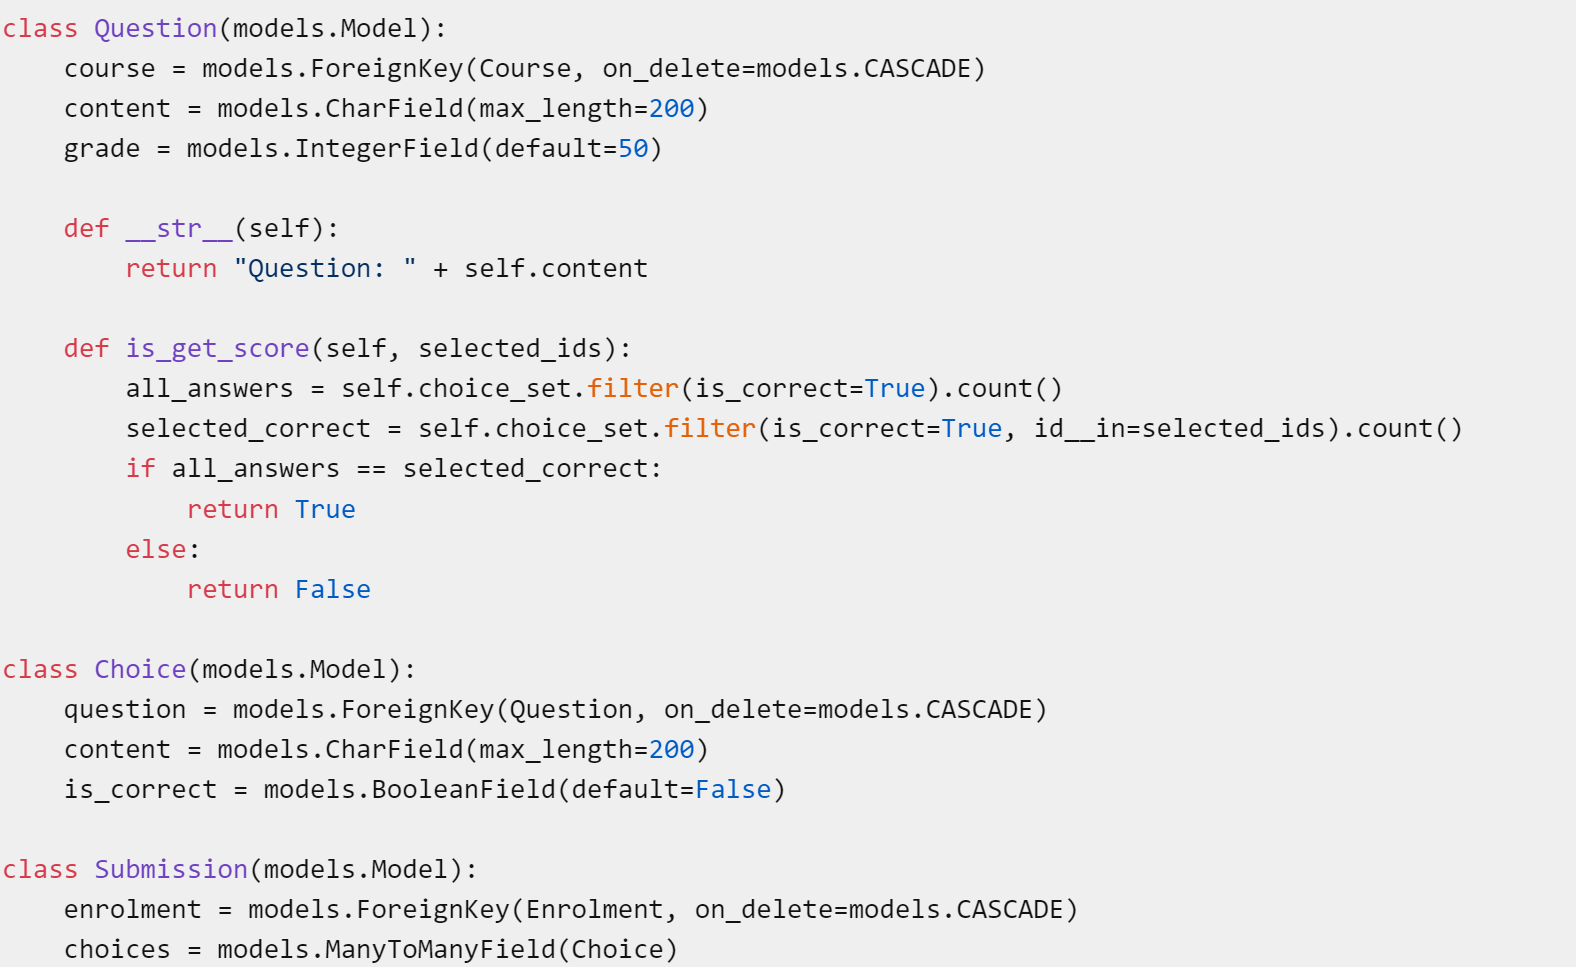 class Question(models.Model):
    course = models.ForeignKey(Course, on_delete=models.CASCADE)
    content = models.CharField(max_length=200)
    grade = models.IntegerField(default=50)

    def __str__(self):
        return "Question: " + self.content

    def is_get_score(self, selected_ids):
        all_answers = self.choice_set.filter(is_correct=True).count()
        selected_correct = self.choice_set.filter(is_correct=True, id__in=selected_ids).count()
        if all_answers == selected_correct:
            return True
        else:
            return False

class Choice(models.Model):
    question = models.ForeignKey(Question, on_delete=models.CASCADE)
    content = models.CharField(max_length=200)
    is_correct = models.BooleanField(default=False)

class Submission(models.Model):
    enrolment = models.ForeignKey(Enrolment, on_delete=models.CASCADE)
    choices = models.ManyToManyField(Choice)